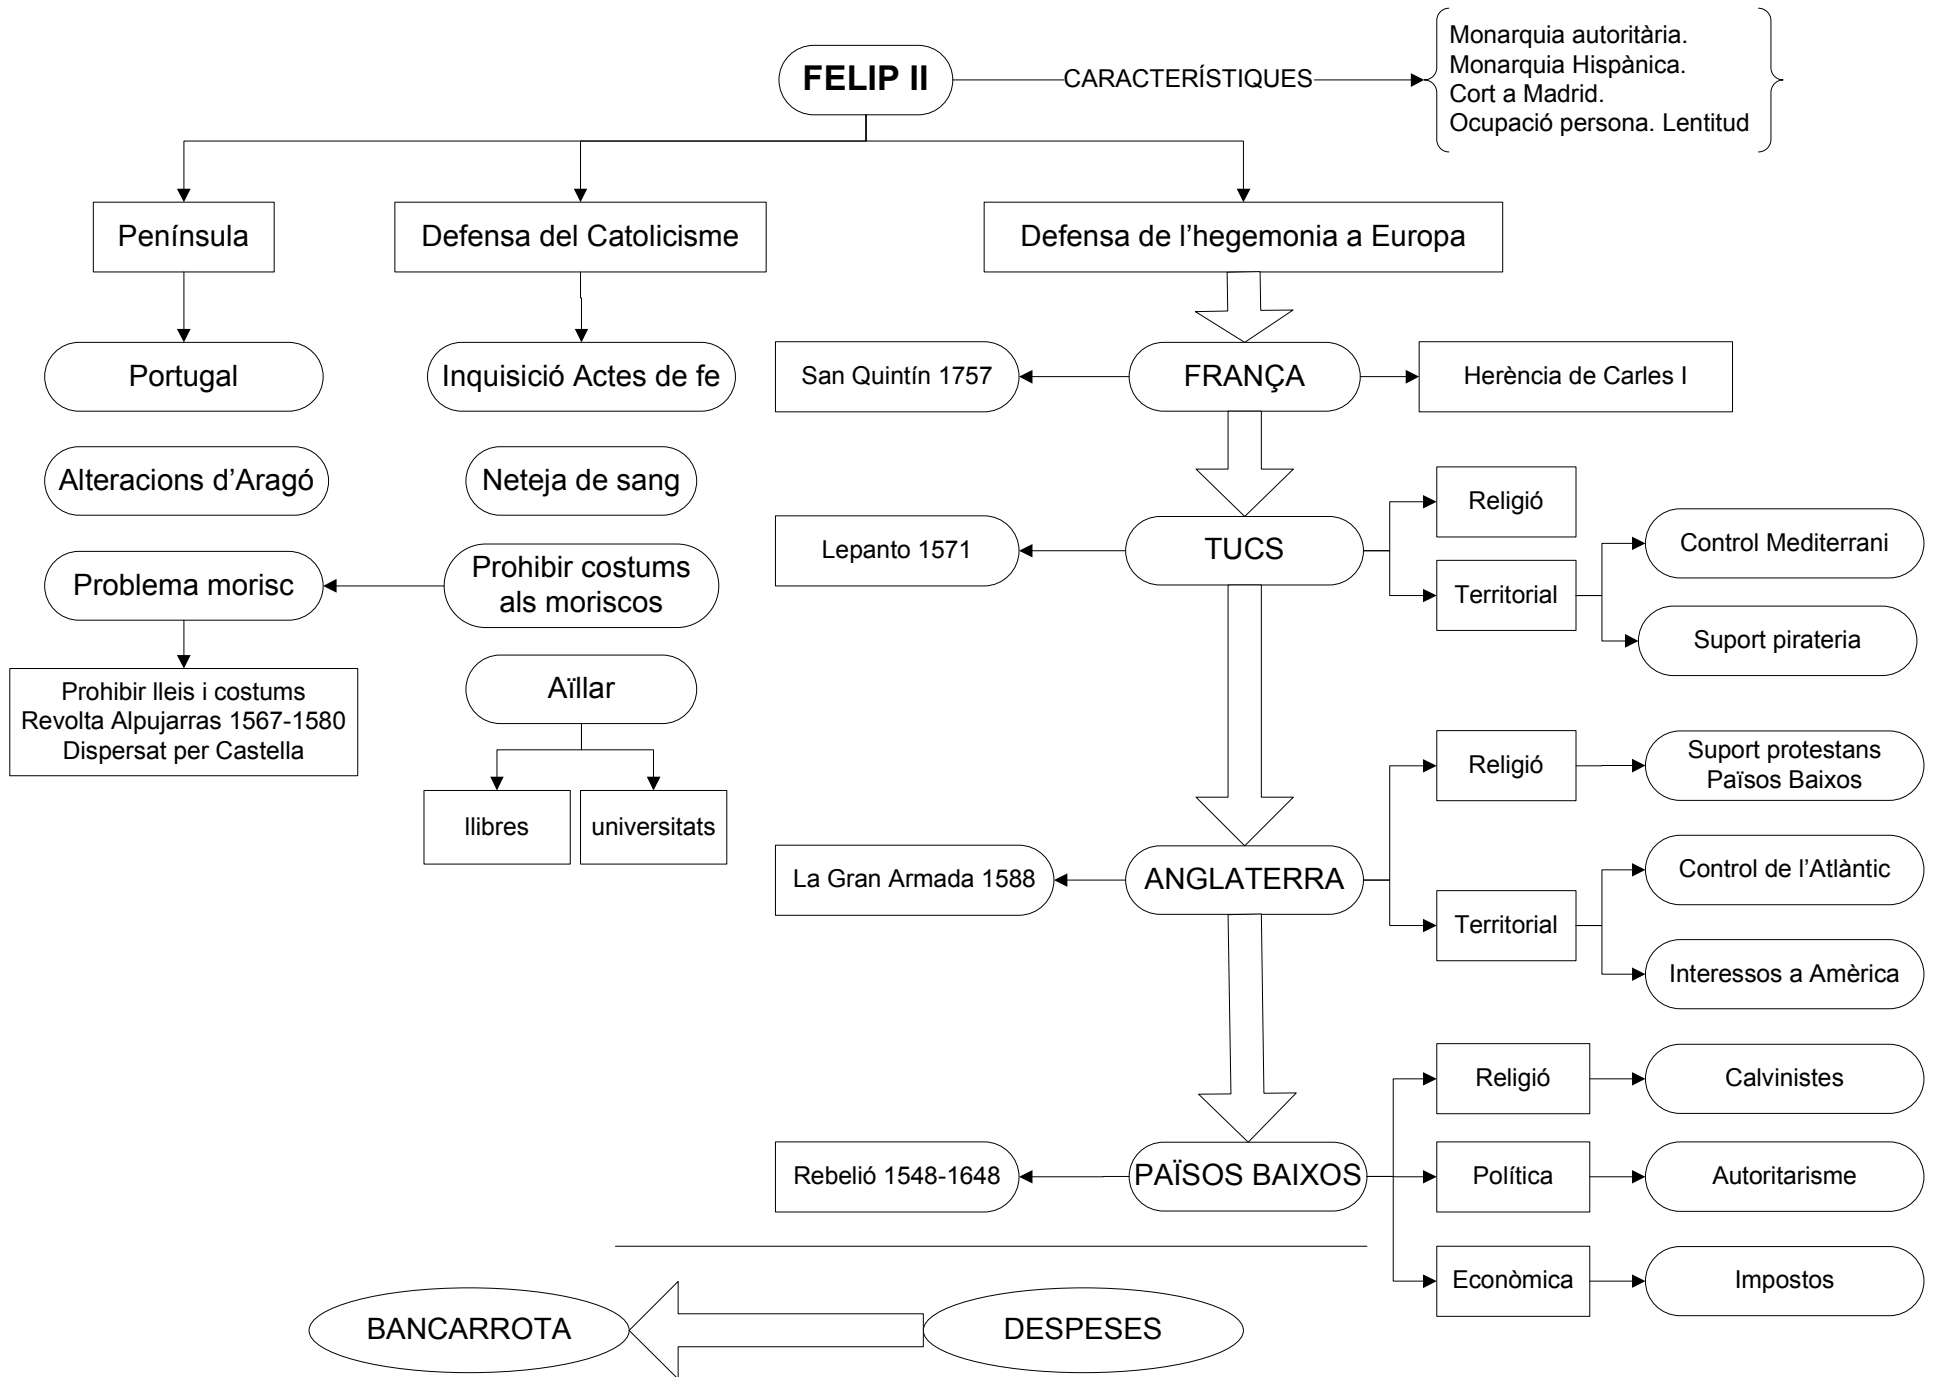 FELIP II
CARACTERÍSTIQUES
Monarquia autoritària.
Monarquia Hispànica.
Cort a Madrid.
Ocupació persona. Lentitud
Península
Defensa del Catolicisme
Defensa de l’hegemonia a Europa
Portugal
Inquisició Actes de fe
San Quintín 1757
FRANÇA
Herència de Carles I
Alteracions d’Aragó
Neteja de sang
Religió
Lepanto 1571
TUCS
Control Mediterrani
Problema morisc
Prohibir costums
als moriscos
Territorial
Suport pirateria
Prohibir lleis i costums
Revolta Alpujarras 1567-1580
Dispersat per Castella
Aïllar
llibres
universitats
Religió
Suport protestans
Països Baixos
La Gran Armada 1588
ANGLATERRA
Control de l’Atlàntic
Territorial
Interessos a Amèrica
Religió
Calvinistes
Rebelió 1548-1648
PAÏSOS BAIXOS
Política
Autoritarisme
Econòmica
Impostos
BANCARROTA
DESPESES